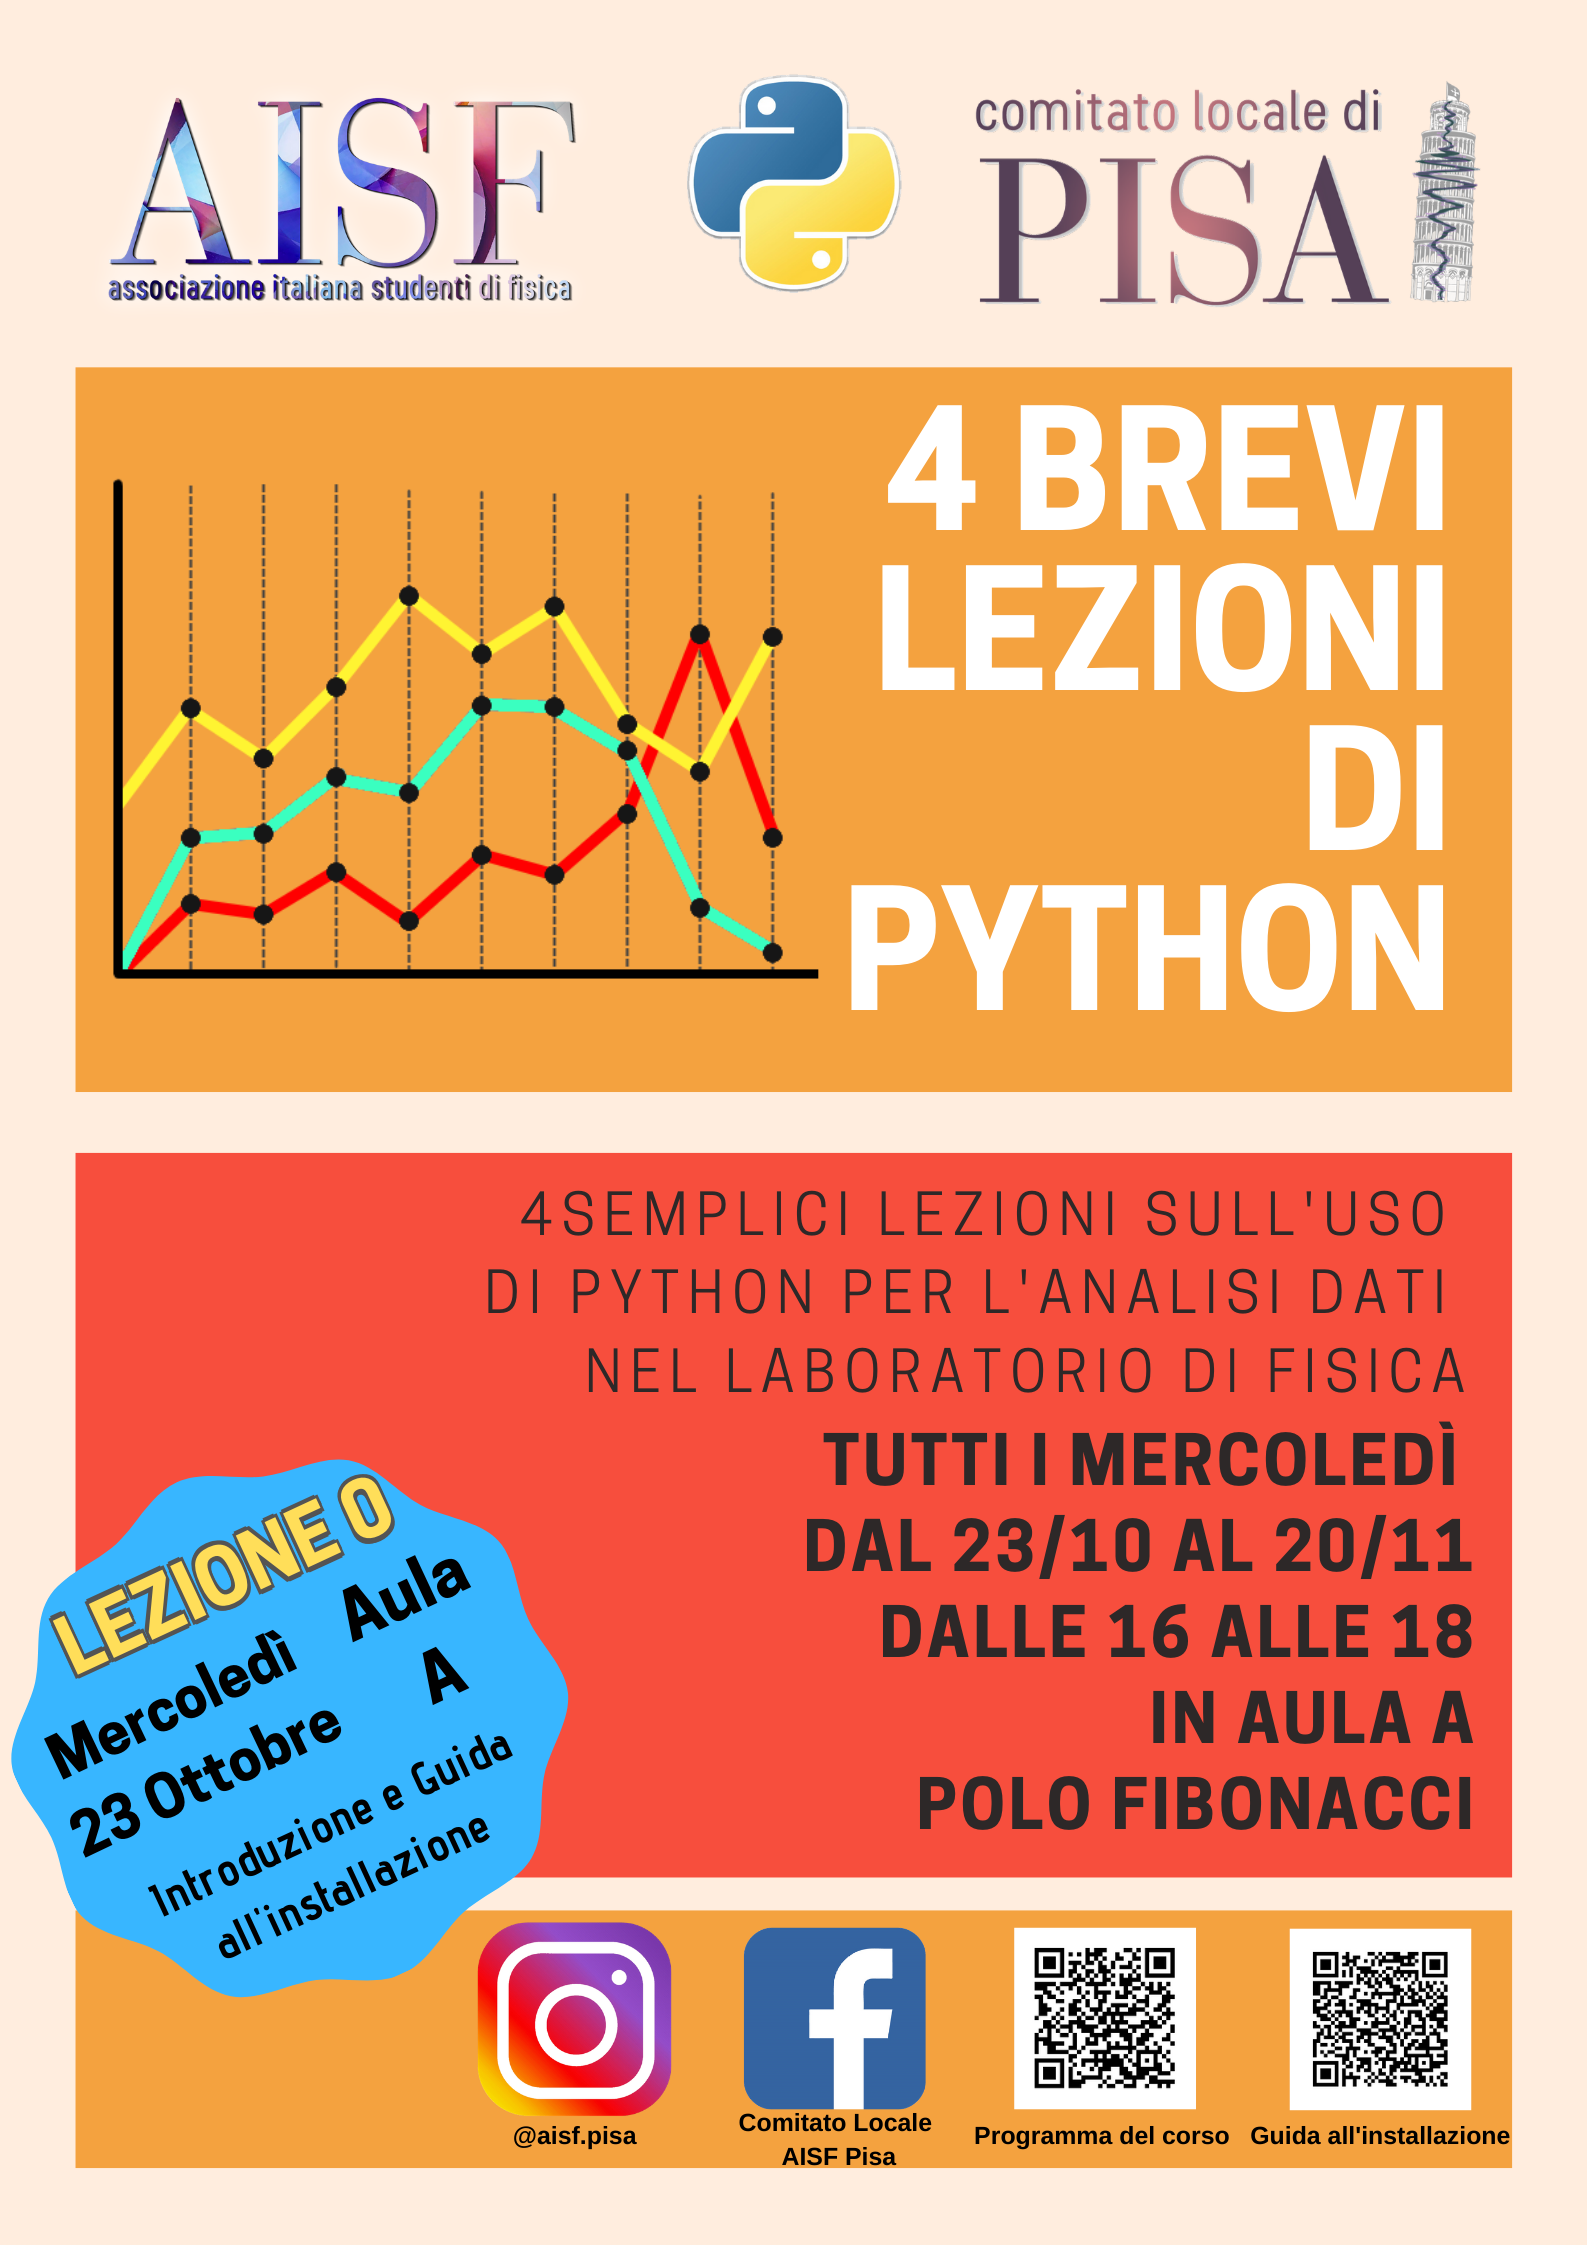 AISF
associazione italiana studenti di fisica
comitato locale di
PISA
4 BREVI
LEZIONI
DI
PYTHON
4SEMPLICI LEZIONI SULL'USO
DI PYTHON PER L'ANALISI DATI
NEL LABORATORIO DI FISICA
TUTTI I MERCOLEDÌ
DAL 23/10 AL 20/11
DALLE 16 ALLE 18
IN AULA A
POLO FIBONACCI
LEZIONE 0
Mercoledì Aula
23 Ottobre A
Introduzione e Guida
all'installazione
@aisf.pisa
Comitato Locale
AISF Pisa
Programma del corso
Guida all'installazione